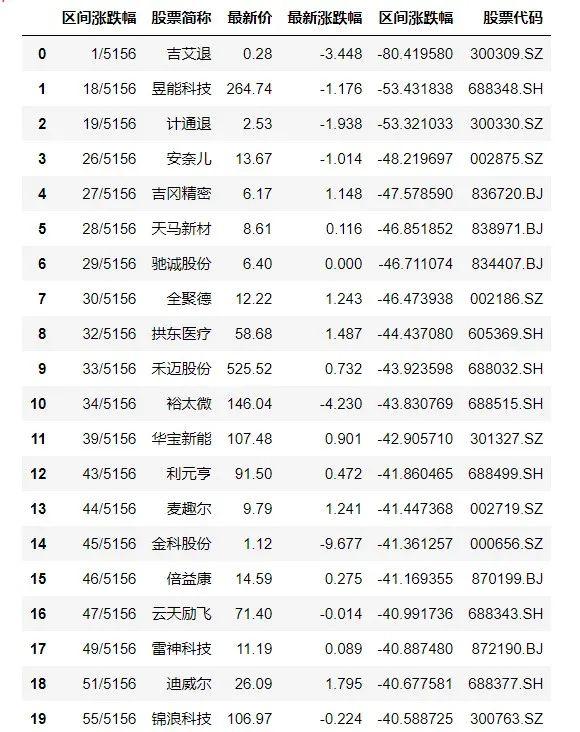 区间涨跌幅 股票简称 最新价 最新涨跌幅 区间涨跌幅 股票代码
0 1/5156 吉艾退 0.28 -3.448 -80.419580 300309.SZ
1 18/5156 昱能科技 264.74 -1.176 -53.431838 688348.SH
2 19/5156 计通退 2.53 -1.938 -53.321033 300330.SZ
3 26/5156 安奈儿 13.67 -1.014 -48.219697 002875.SZ
4 27/5156 吉冈精密 6.17 1.148 -47.578590 836720.BJ
5 28/5156 天马新材 8.61 0.116 -46.851852 838971.BJ
6 29/5156 驰诚股份 6.40 0.000 -46.711074 834407.BJ
7 30/5156 全聚德 12.22 1.243 -46.473938 002186.SZ
8 32/5156 拱东医疗 58.68 1.487 -44.437080 605369.SH
9 33/5156 禾迈股份 525.52 0.732 -43.923598 688032.SH
10 34/5156 裕太微 146.04 -4.230 -43.830769 688515.SH
11 39/5156 华宝新能 107.48 0.901 -42.905710 301327.SZ
12 43/5156 利元亨 91.50 0.472 -41.860465 688499.SH
13 44/5156 麦趣尔 9.79 1.241 -41.447368 002719.SZ
14 45/5156 金科股份 1.12 -9.677 -41.361257 000656.SZ
15 46/5156 倍益康 14.59 0.275 -41.169355 870199.BJ
16 47/5156 云天励飞 71.40 -0.014 -40.991736 688343.SH
17 49/5156 雷神科技 11.19 0.089 -40.887480 872190.BJ
18 51/5156 迪威尔 26.09 1.795 -40.677581 688377.SH
19 55/5156 锦浪科技 106.97 -0.224 -40.588725 300763.SZ